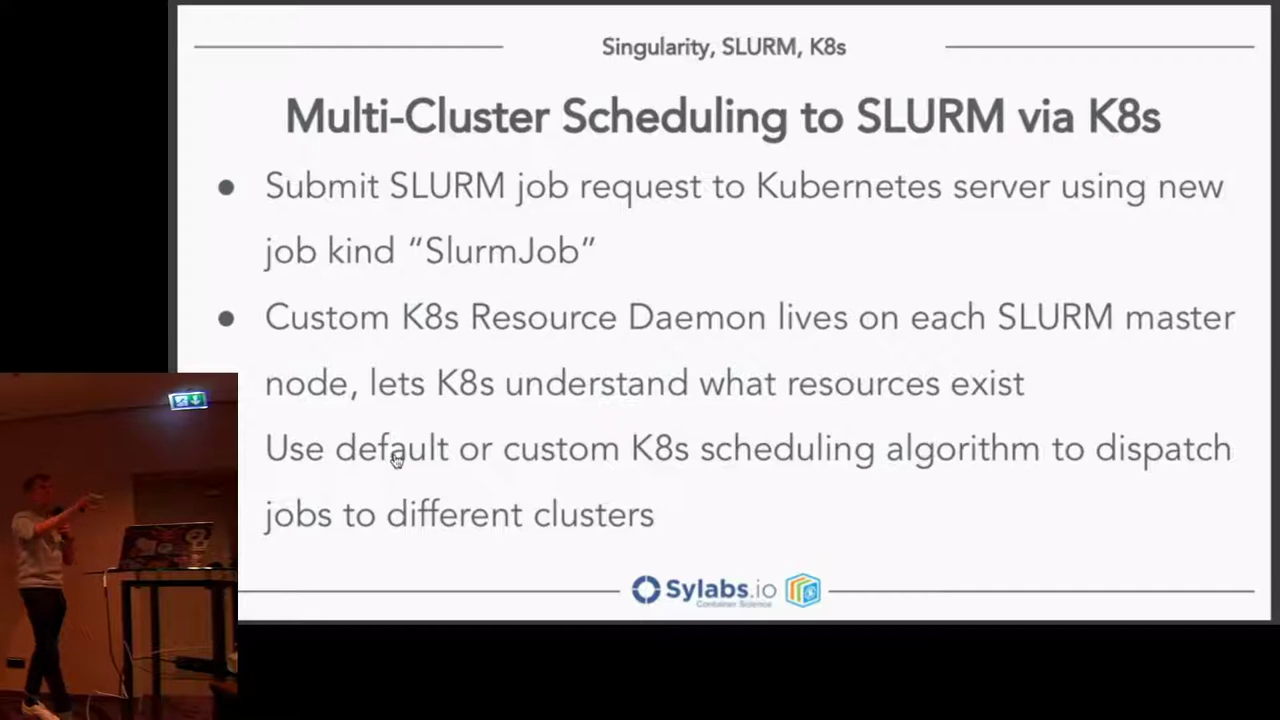 Singularity, SLURM, K8s
Multi-Cluster Scheduling to SLURM via K8s
● Submit SLURM job request to Kubernetes server using new
job kind “SlurmJob”
● Custom K8s Resource Daemon lives on each SLURM master
node, lets K8s understand what resources exist
Use default or custom K8s scheduling algorithm to dispatch
jobs to different clusters
Sylabs.io
Container Science